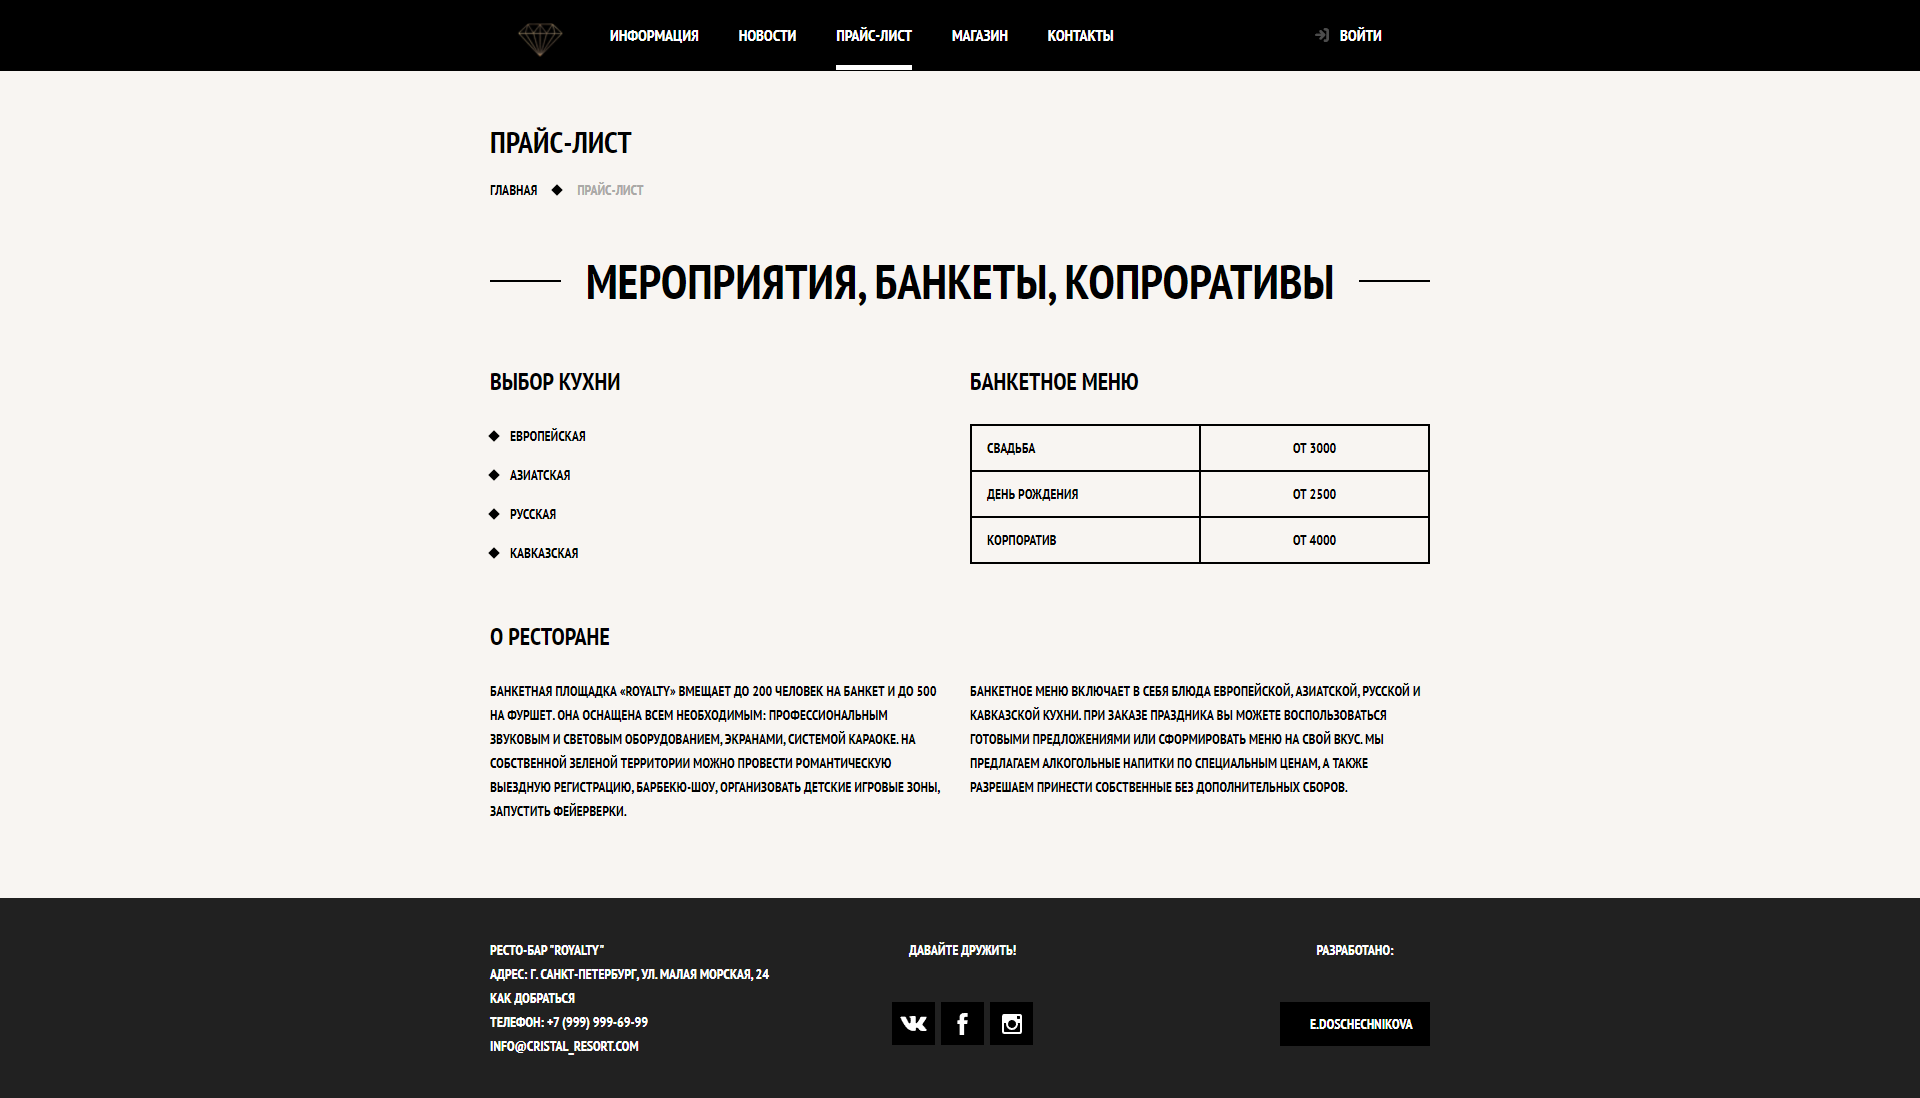 ИНФОРМАЦИЯ НОВОСТИ ПРАЙС-ЛИСТ МАГАЗИН КОНТАКТЫ ВОЙТИ
ПРАЙС-ЛИСТ
ГЛАВНАЯ ПРАЙС-ЛИСТ
МЕРОПРИЯТИЯ, БАНКЕТЫ, КОПРОРАТИВЫ
ВЫБОР КУХНИ
ЕВРОПЕЙСКАЯ
АЗИАТСКАЯ
РУССКАЯ
КАВКАЗСКАЯ
БАНКЕТНОЕ МЕНЮ
СВАДЬБА ОТ 3000
ДЕНЬ РОЖДЕНИЯ ОТ 2500
КОРПОРАТИВ ОТ 4000
О РЕСТОРАНЕ
БАНКЕТНАЯ ПЛОЩАДКА «ROYALTY» ВМЕЩАЕТ ДО 200 ЧЕЛОВЕК НА БАНКЕТ И ДО 500
НА ФУРШЕТ. ОНА ОСНАЩЕНА ВСЕМ НЕОБХОДИМЫМ: ПРОФЕССИОНАЛЬНЫМ
ЗВУКОВЫМ И СВЕТОВЫМ ОБОРУДОВАНИЕМ, ЭКРАНАМИ, СИСТЕМОЙ КАРАОКЕ. НА
СОБСТВЕННОЙ ЗЕЛЕНОЙ ТЕРРИТОРИИ МОЖНО ПРОВЕСТИ РОМАНТИЧЕСКУЮ
ВЫЕЗДНУЮ РЕГИСТРАЦИЮ, БАРБЕКЮ-ШОУ, ОРГАНИЗОВАТЬ ДЕТСКИЕ ИГРОВЫЕ ЗОНЫ,
ЗАПУСТИТЬ ФЕЙЕРВЕРКИ.
БАНКЕТНОЕ МЕНЮ ВКЛЮЧАЕТ В СЕБЯ БЛЮДА ЕВРОПЕЙСКОЙ, АЗИАТСКОЙ, РУССКОЙ И
КАВКАЗСКОЙ КУХНИ. ПРИ ЗАКАЗЕ ПРАЗДНИКА ВЫ МОЖЕТЕ ВОСПОЛЬЗОВАТЬСЯ
ГОТОВЫМИ ПРЕДЛОЖЕНИЯМИ ИЛИ СФОРМИРОВАТЬ МЕНЮ НА СВОЙ ВКУС. МЫ
ПРЕДЛАГАЕМ АЛКОГОЛЬНЫЕ НАПИТКИ ПО СПЕЦИАЛЬНЫМ ЦЕНАМ, А ТАКЖЕ
РАЗРЕШАЕМ ПРИНЕСТИ СОБСТВЕННЫЕ БЕЗ ДОПОЛНИТЕЛЬНЫХ СБОРОВ.
РЕСТО-БАР "ROYALTY"
АДРЕС: Г. САНКТ-ПЕТЕРБУРГ, УЛ. МАЛАЯ МОРСКАЯ, 24
КАК ДОБРАТЬСЯ
ТЕЛЕФОН: +7 (999) 999-69-99
INFO@CRISTAL_RESORT.COM
ДАВАЙТЕ ДРУЖИТЬ!
РАЗРАБОТАНО:
E.DOSCHECHNIKOVA